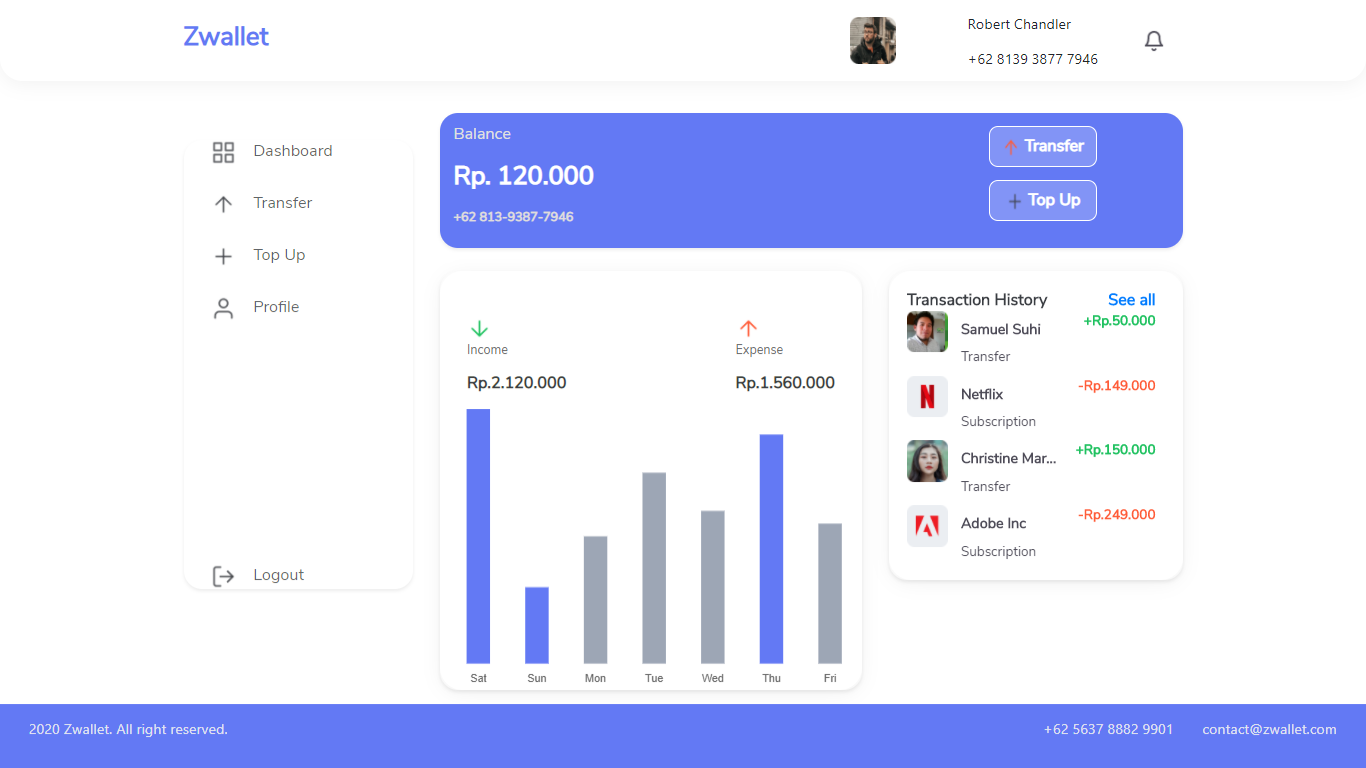 Zwallet
Robert Chandler
+62 8139 3877 7946
Dashboard
Transfer
Top Up
Profile
Logout
Balance
Rp. 120.000
+62 813-9387-7946
Transfer
Top Up
Income
Rp.2.120.000
Expense
Rp.1.560.000
Sat Sun Mon Tue Wed Thu Fri
Transaction History See all
Samuel Suhi +Rp.50.000
Transfer
Netflix -Rp.149.000
Subscription
Christine Mar... +Rp.150.000
Transfer
Adobe Inc -Rp.249.000
Subscription
2020 Zwallet. All right reserved. +62 5637 8882 9901 contact@zwallet.com